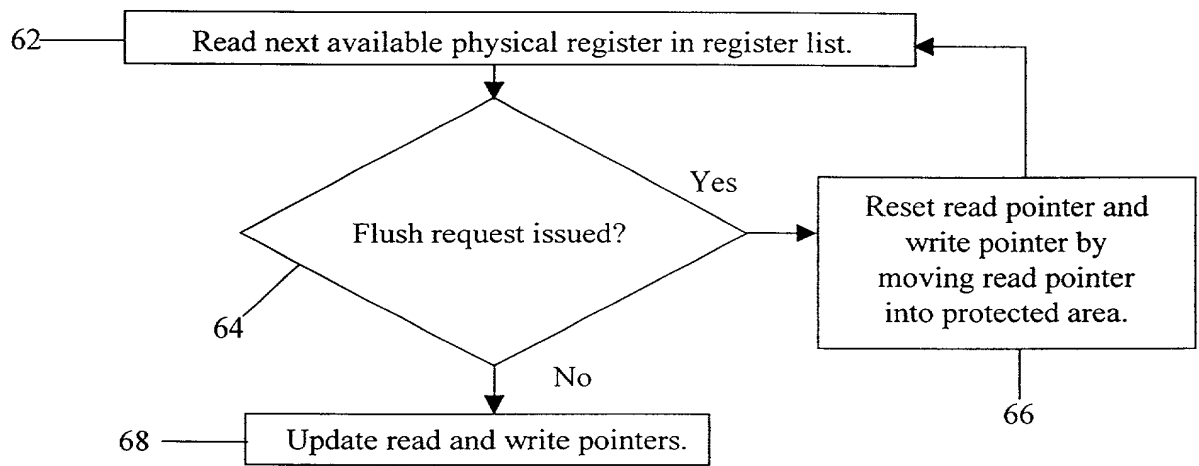 62
Read next available physical register in register list.
Yes
Flush request issued?
Reset read pointer and
write pointer by
moving read pointer
into protected area.
64
No
66
68
Update read and write pointers.